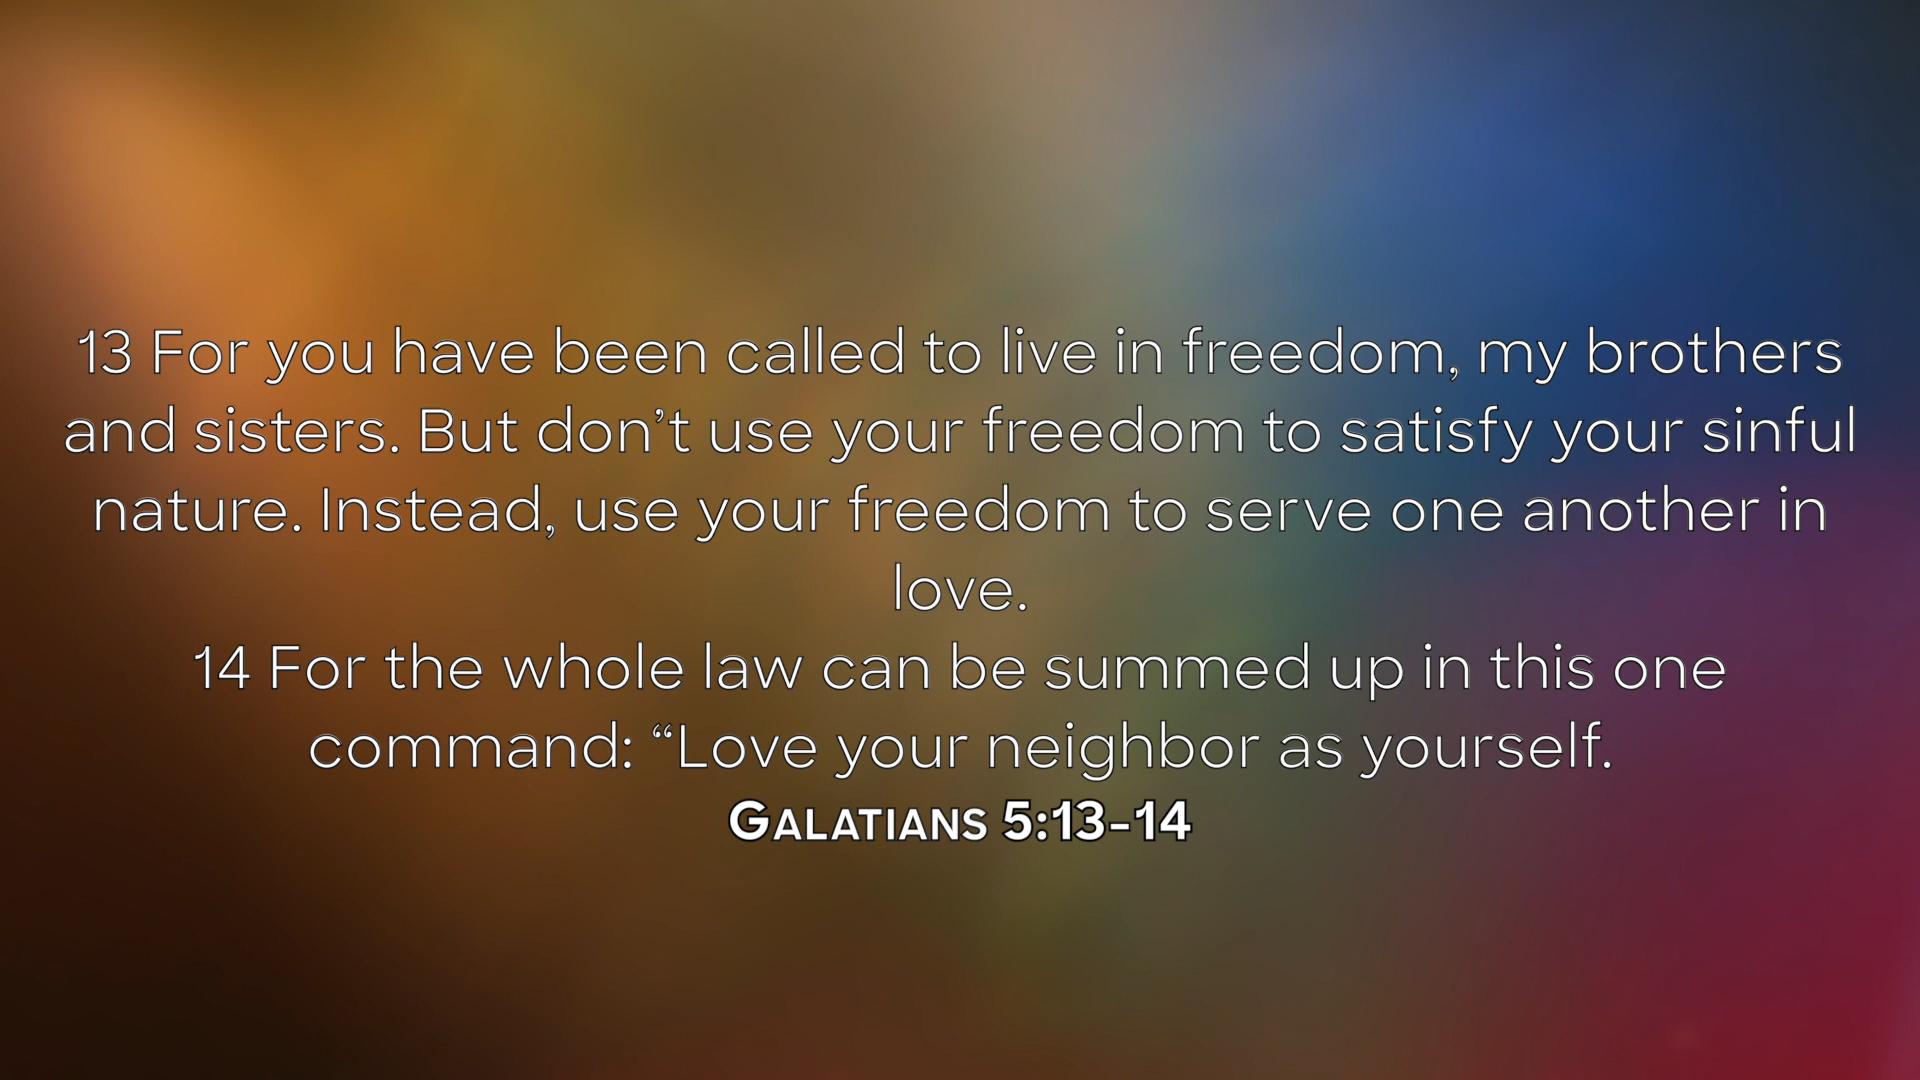 13 For you have been called to live in freedom, my brothers
and sisters. But don’t use your freedom to satisfy your sinful
nature. Instead, use your freedom to serve one another in
love.
14 For the whole law can be summed up in this one
command: “Love your neighbor as yourself.
GALATIANS 5:13-14